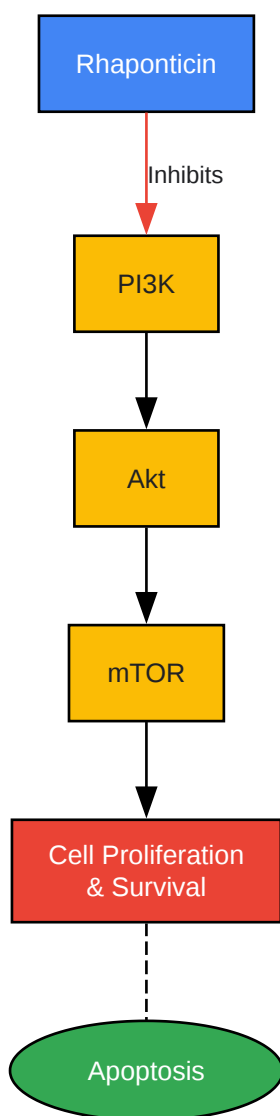 Rhaponticin
Inhibits
PI3K
Akt
mTOR
Cell Proliferation
& Survival
Apoptosis